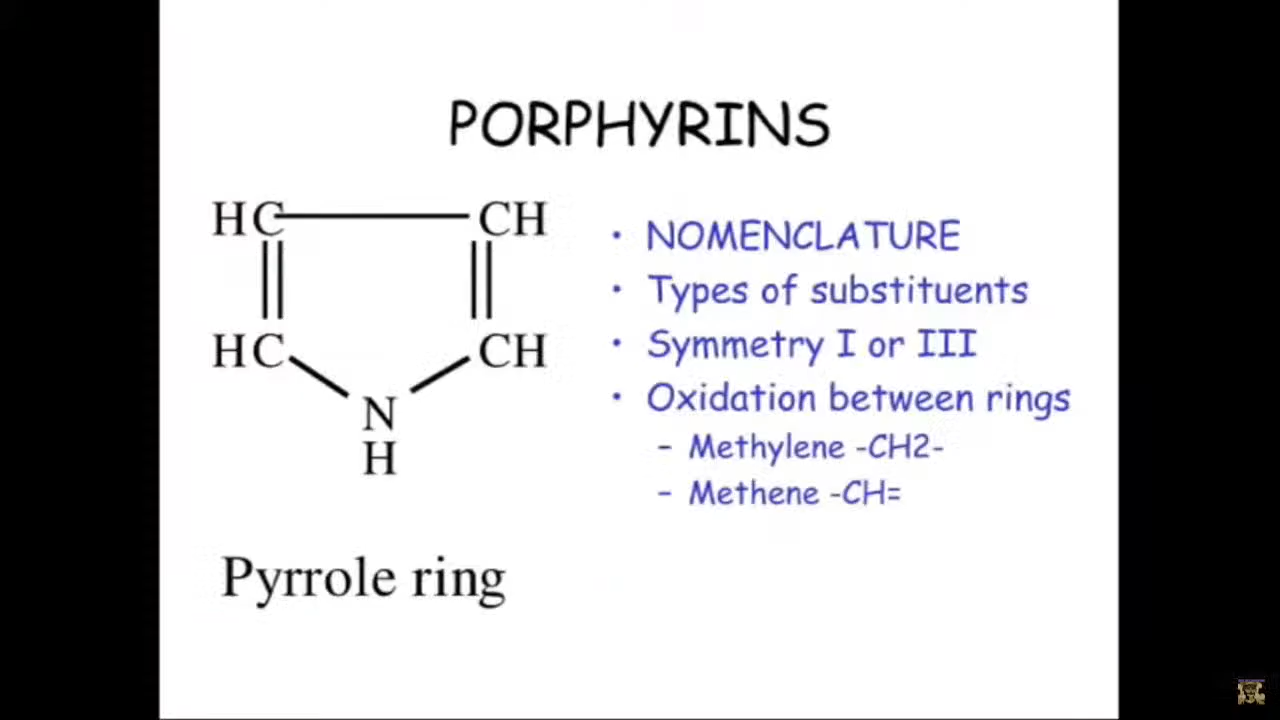 PORPHYRINS
HC CH
HC CH
N
H
Pyrrole ring
• NOMENCLATURE
• Types of substituents
• Symmetry I or III
• Oxidation between rings
– Methylene -CH2-
– Methene -CH=